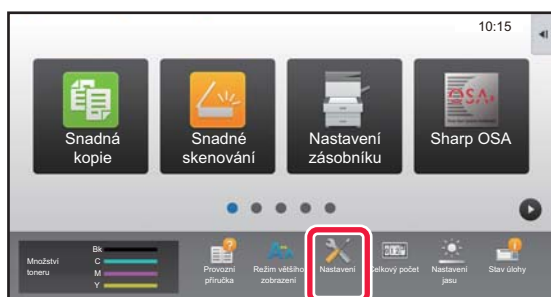 10:15
Snadná
kopie
Snadné
skenování
Nastavení
zásobníku
Sharp OSA
OSA
Množství
toneru
Bk
C
M
Y
Provozní
příručka
Režim většího
zobrazení
Nastavení
Celkový počet
Nastavení
jasu
Stav úlohy